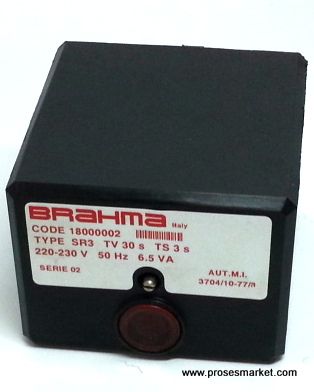 BRAHMA Italy
CODE 18000002
TYPE SR3 TV 30 s TS 3 s
220-230 V 50 Hz 6.5 VA
SERIE 02
AUT.M.I.
3704/10-77/a
www.prosesmarket.com